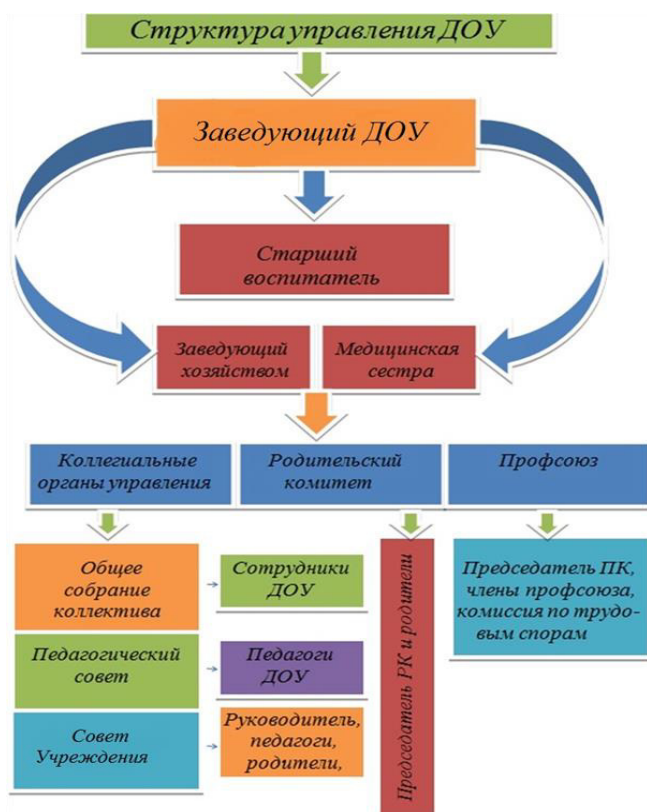 Структура управления ДОУ
Заведующий ДОУ
Старший
воспитатель
Заведующий
хозяйством
Медицинская
сестра
Коллегиальные
органы управления
Родительский
комитет
Профсоюз
Общее
собрание
коллектива
Сотрудники
ДОУ
Педагогический
совет
Педагоги
ДОУ
Совет
Учреждения
Руководитель,
педагоги,
родители,
Председатель РК и родители
Председатель ПК,
члены профсоюза,
комиссия по трудо-
вым спорам